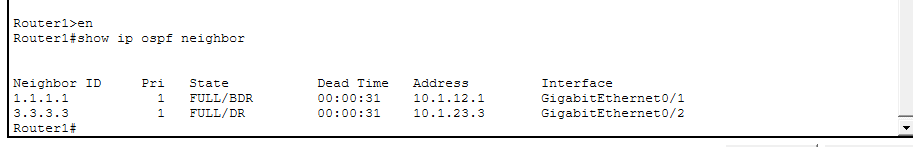 Router1>en
Router1#show ip ospf neighbor
Neighbor ID Pri State Dead Time Address Interface
1.1.1.1 1 FULL/BDR 00:00:31 10.1.12.1 GigabitEthernet0/1
3.3.3.3 1 FULL/DR 00:00:31 10.1.23.3 GigabitEthernet0/2
Router1#